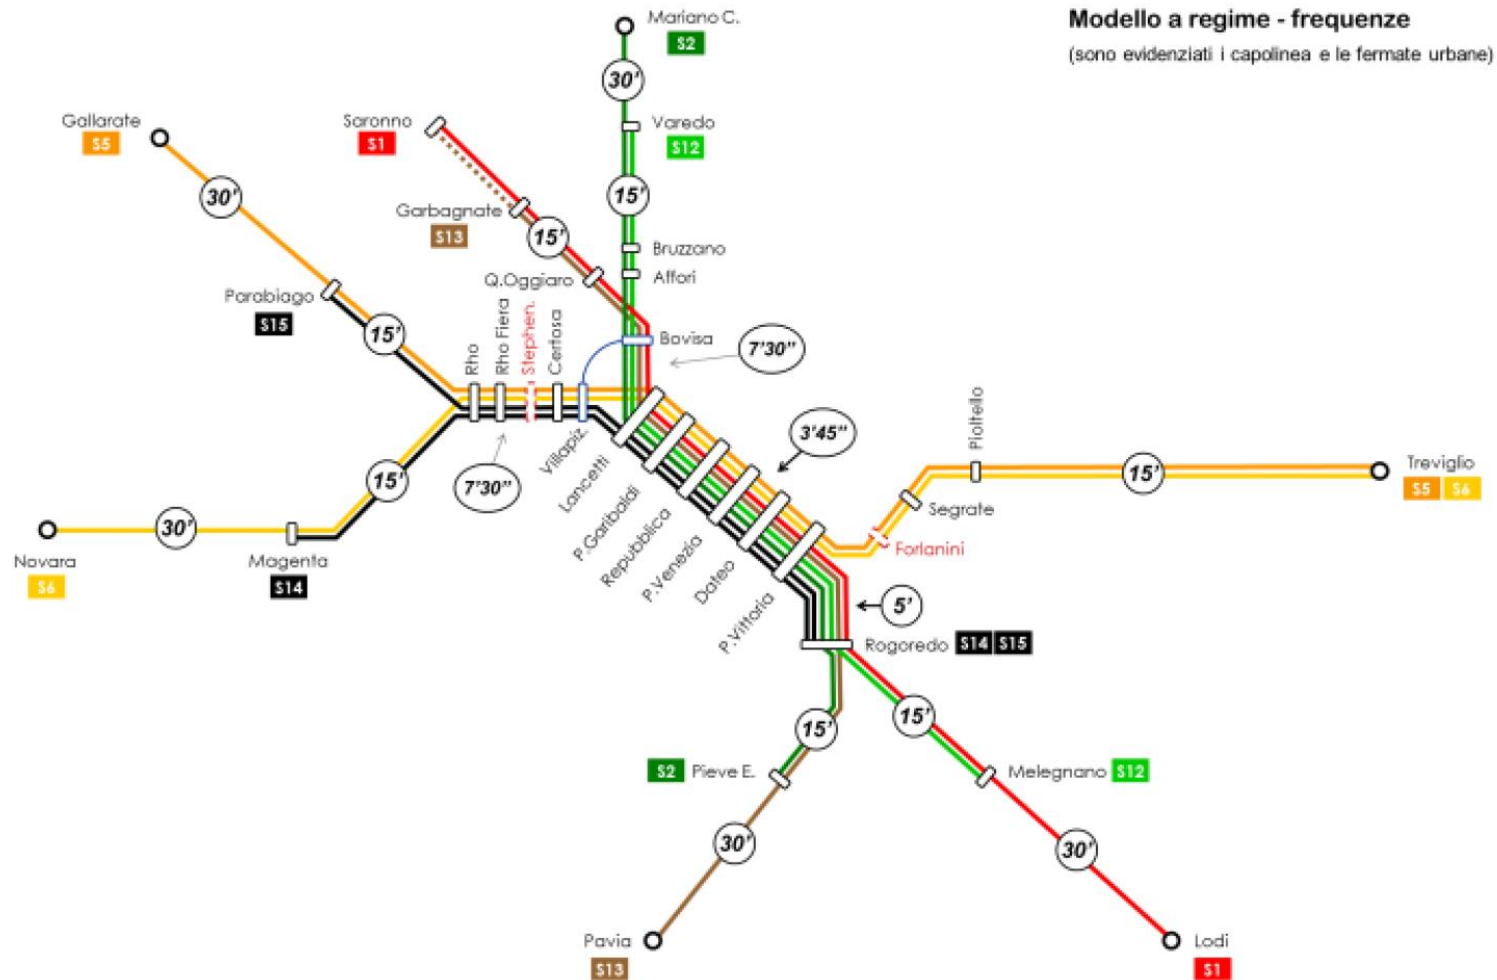 Modello a regime - frequenze
(sono evidenziati i capolinea e le fermate urbane)
Mariano C.
S2
30'
Gallarate
S5
Saronno
S1
Varedo
S12
30'
15'
Garbagnate
S13
15'
Bruzzano
Affori
Q.Oggiaro
Parabiago
S15
15'
Rho
Rho Fiera
Stephen.
Certosa
Bovisa
7'30"
Villapiz.
7'30"
3'45"
Lancetti
P.Garibaldi
Repubblica
P.Venezia
Dateo
P.Vittoria
Pioltello
15'
Treviglio
S5 S6
Segrate
Forlanini
15'
30'
Novara
S6
Magenta
S14
5'
Rogoredo S14 S15
15'
15'
S2 Pieve E.
Melegnano S12
30'
30'
Pavia
S13
Lodi
S1